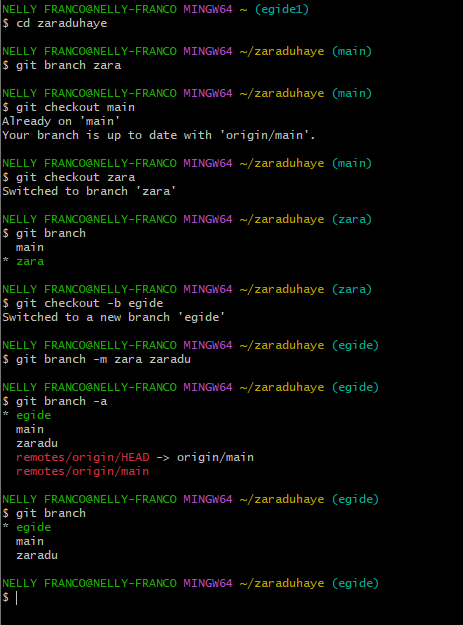 NELLY FRANCO@NELLY-FRANCO MINGW64 ~ (egide1)
$ cd zaraduhaye
NELLY FRANCO@NELLY-FRANCO MINGW64 ~/zaraduhaye (main)
$ git branch zara
NELLY FRANCO@NELLY-FRANCO MINGW64 ~/zaraduhaye (main)
$ git checkout main
Already on 'main'
Your branch is up to date with 'origin/main'.
NELLY FRANCO@NELLY-FRANCO MINGW64 ~/zaraduhaye (main)
$ git checkout zara
Switched to branch 'zara'
NELLY FRANCO@NELLY-FRANCO MINGW64 ~/zaraduhaye (zara)
$ git branch
  main
* zara
NELLY FRANCO@NELLY-FRANCO MINGW64 ~/zaraduhaye (zara)
$ git checkout -b egide
Switched to a new branch 'egide'
NELLY FRANCO@NELLY-FRANCO MINGW64 ~/zaraduhaye (egide)
$ git branch -m zara zaradu
NELLY FRANCO@NELLY-FRANCO MINGW64 ~/zaraduhaye (egide)
$ git branch -a
* egide
  main
  zaradu
  remotes/origin/HEAD -> origin/main
  remotes/origin/main
NELLY FRANCO@NELLY-FRANCO MINGW64 ~/zaraduhaye (egide)
$ git branch
* egide
  main
  zaradu
NELLY FRANCO@NELLY-FRANCO MINGW64 ~/zaraduhaye (egide)
$